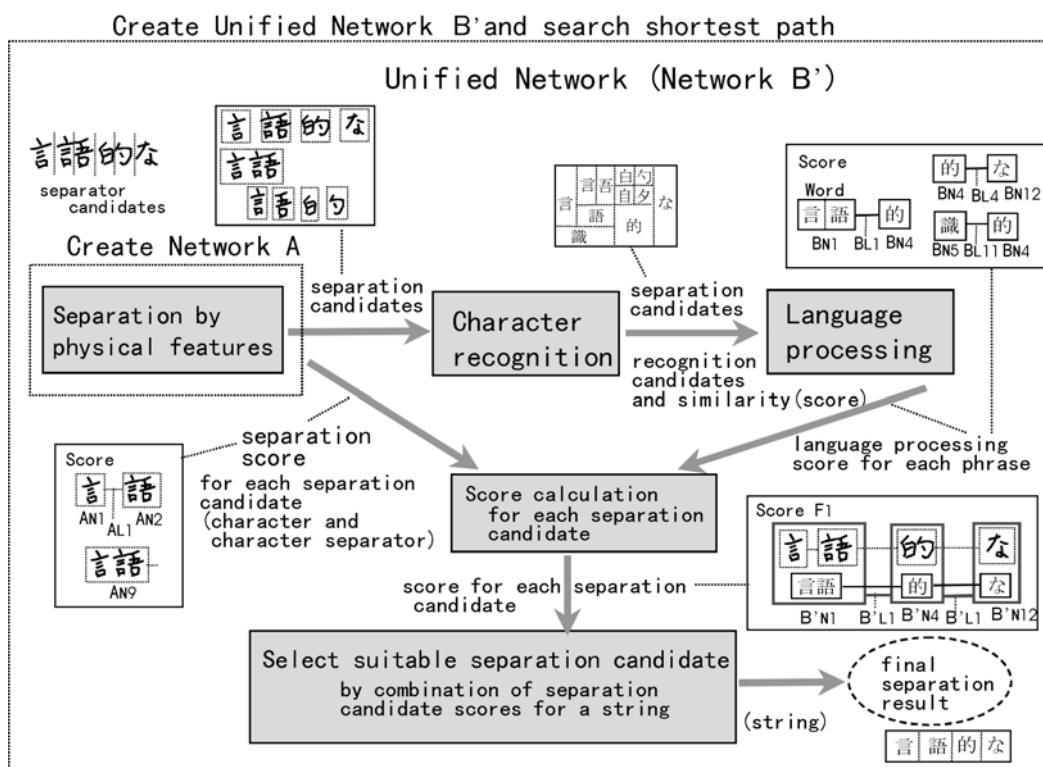 Create Unified Network B’and search shortest path
Unified Network (Network B’)
言語的な
separator
candidates
言 語 的 な
言語
言吾白勺
Create Network A
Separation by
physical features
separation
candidates
言 言吾 白勺 な
自夕
語
識 的
Character
recognition
separation
candidates
recognition
candidates
and similarity(score)
Language
processing
Score
Word
言語 的
BN1 BL1 BN4
的 な
BN4 BL4 BN12
識 的
BN5 BL11 BN4
language processing
score for each phrase
separation
score
for each separation
candidate
(character and
character separator)
Score
言 語
AN1 AL1 AN2
言語
AN9
Score calculation
for each separation
candidate
Score F1
言 語 的 な
言語 的 な
B’N1 B’L1 B’N4 B’L1 B’N12
score for each separation
candidate
Select suitable separation candidate
by combination of separation
candidate scores for a string
(string)
final
separation
result
言語的な